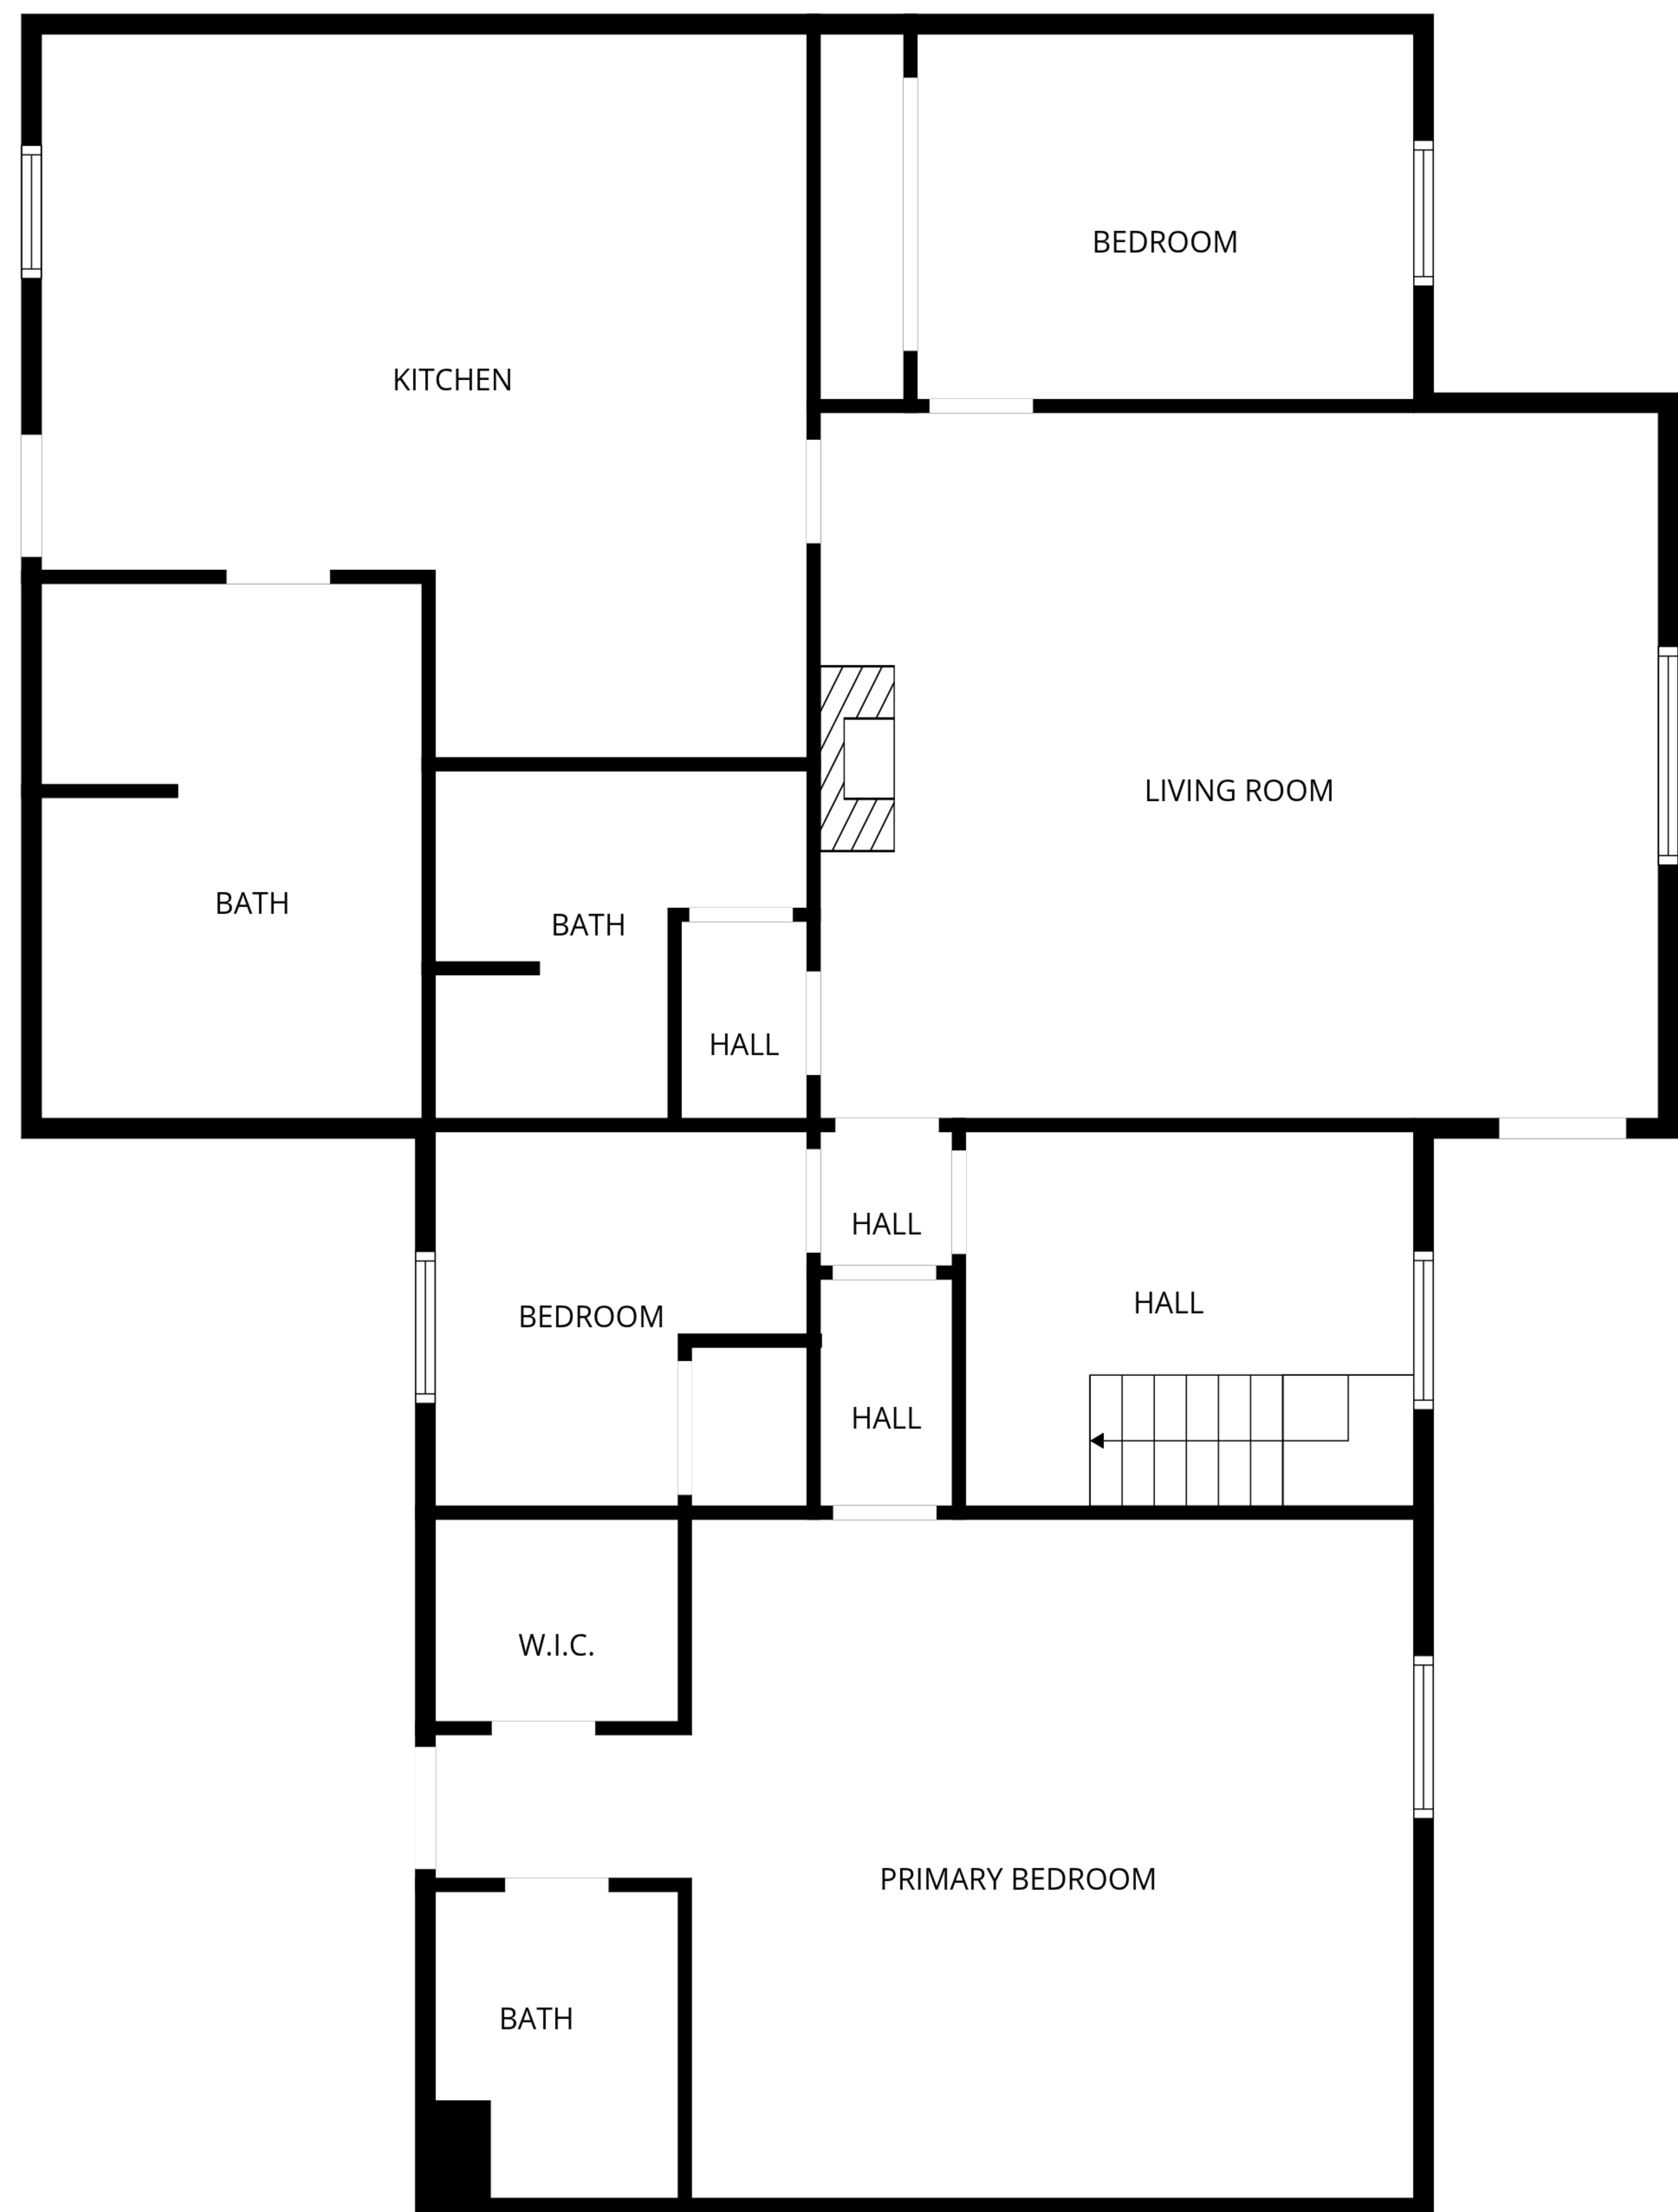 BEDROOM
KITCHEN
LIVING ROOM
BATH
BATH
HALL
HALL
HALL
BEDROOM
HALL
W.I.C.
PRIMARY BEDROOM
BATH